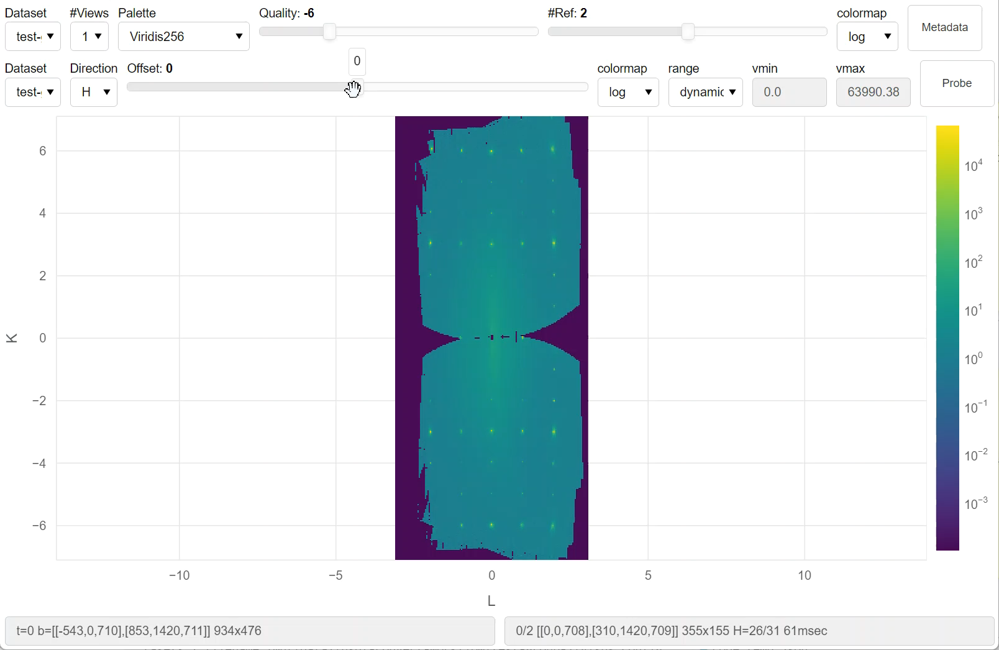 Dataset #Views Palette Quality: -6 #Ref: 2 colormap
test- 1 Viridis256 log Metadata
0
Dataset Direction Offset: 0 colormap range vmin vmax
test- H log dynamic 0.0 63990.38 Probe
6
4
2
0
−2
−4
−6
K
−10 −5 0 5 10
L
10^4
10^3
10^2
10^1
10^0
10^−1
10^−2
10^−3
t=0 b=[[-543,0,710],[853,1420,711]] 934x476
0/2 [[0,0,708],[310,1420,709]] 355x155 H=26/31 61msec